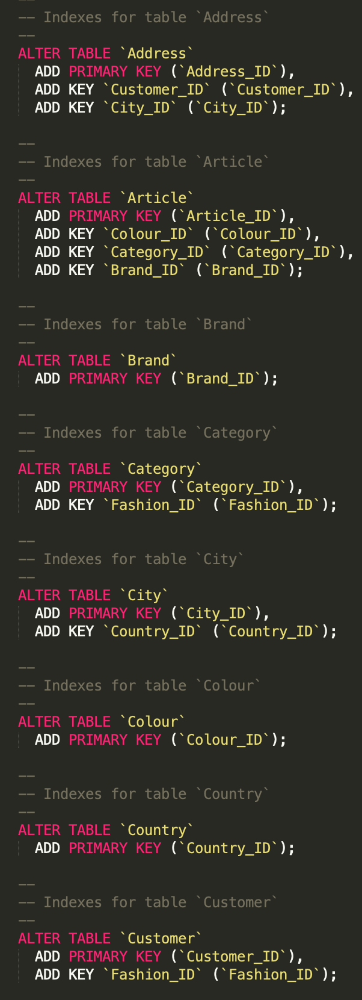 --
-- Indexes for table `Address`
--
ALTER TABLE `Address`
  ADD PRIMARY KEY (`Address_ID`),
  ADD KEY `Customer_ID` (`Customer_ID`),
  ADD KEY `City_ID` (`City_ID`);

--
-- Indexes for table `Article`
--
ALTER TABLE `Article`
  ADD PRIMARY KEY (`Article_ID`),
  ADD KEY `Colour_ID` (`Colour_ID`),
  ADD KEY `Category_ID` (`Category_ID`),
  ADD KEY `Brand_ID` (`Brand_ID`);

--
-- Indexes for table `Brand`
--
ALTER TABLE `Brand`
  ADD PRIMARY KEY (`Brand_ID`);

--
-- Indexes for table `Category`
--
ALTER TABLE `Category`
  ADD PRIMARY KEY (`Category_ID`),
  ADD KEY `Fashion_ID` (`Fashion_ID`);

--
-- Indexes for table `City`
--
ALTER TABLE `City`
  ADD PRIMARY KEY (`City_ID`),
  ADD KEY `Country_ID` (`Country_ID`);

--
-- Indexes for table `Colour`
--
ALTER TABLE `Colour`
  ADD PRIMARY KEY (`Colour_ID`);

--
-- Indexes for table `Country`
--
ALTER TABLE `Country`
  ADD PRIMARY KEY (`Country_ID`);

--
-- Indexes for table `Customer`
--
ALTER TABLE `Customer`
  ADD PRIMARY KEY (`Customer_ID`),
  ADD KEY `Fashion_ID` (`Fashion_ID`);